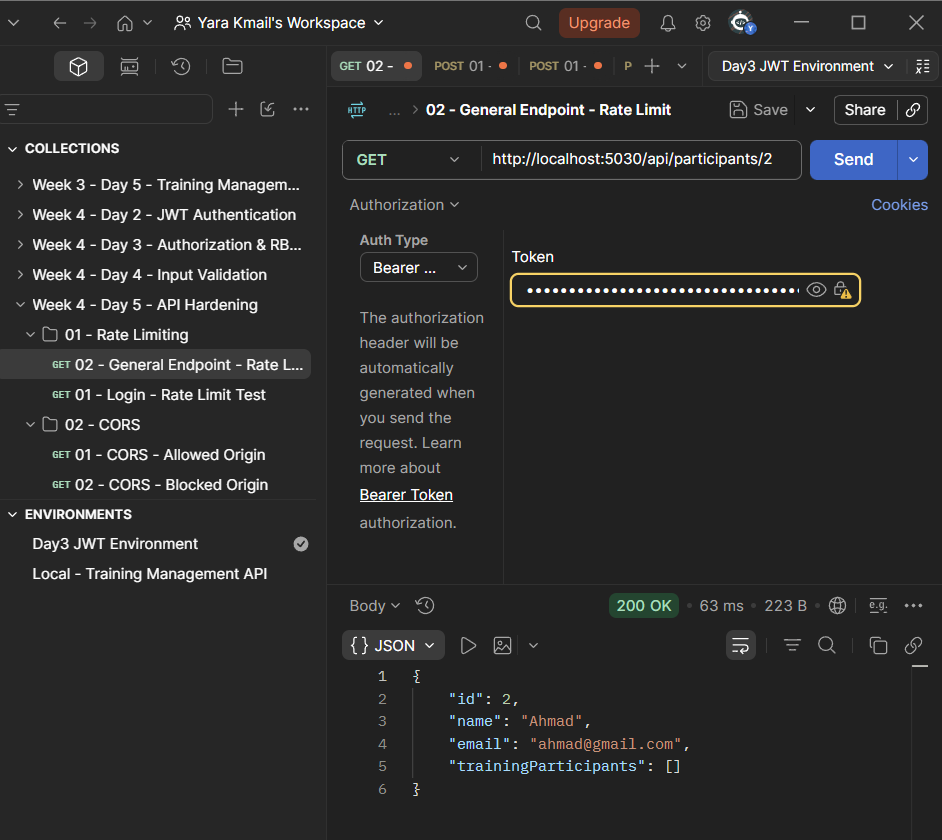 Yara Kmail's Workspace
Upgrade
GET 02 -
POST 01 -
POST 01 -
P
Day3 JWT Environment
HTTP
... > 02 - General Endpoint - Rate Limit
Save
Share
GET
http://localhost:5030/api/participants/2
Send
Authorization
Cookies
COLLECTIONS
Week 3 - Day 5 - Training Managem...
Week 4 - Day 2 - JWT Authentication
Week 4 - Day 3 - Authorization & RB...
Week 4 - Day 4 - Input Validation
Week 4 - Day 5 - API Hardening
01 - Rate Limiting
GET 02 - General Endpoint - Rate L...
GET 01 - Login - Rate Limit Test
02 - CORS
GET 01 - CORS - Allowed Origin
GET 02 - CORS - Blocked Origin
ENVIRONMENTS
Day3 JWT Environment
Local - Training Management API
Auth Type
Bearer ...
The authorization
header will be
automatically
generated when
you send the
request. Learn
more about
Bearer Token
authorization.
Token
Body
200 OK • 63 ms • 223 B •
e.g.
{} JSON
1 {
2 "id": 2,
3 "name": "Ahmad",
4 "email": "ahmad@gmail.com",
5 "trainingParticipants": []
6 }